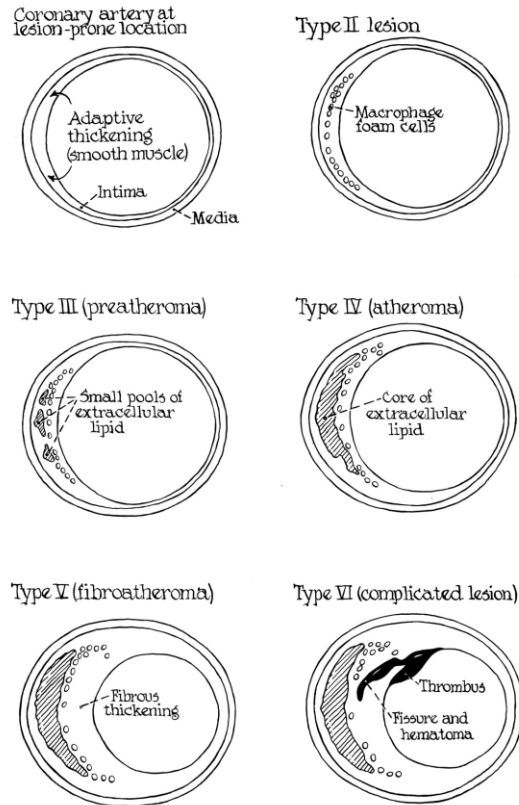 Coronary artery at
lesion-prone location
Adaptive
thickening
(smooth muscle)
Intima
Media
Type II lesion
Macrophage
foam cells
Type III (preatheroma)
Small pools of
extracellular
lipid
Type IV (atheroma)
Core of
extracellular
lipid
Type V (fibroatheroma)
Fibrous
thickening
Type VI (complicated lesion)
Thrombus
Fissure and
hematoma